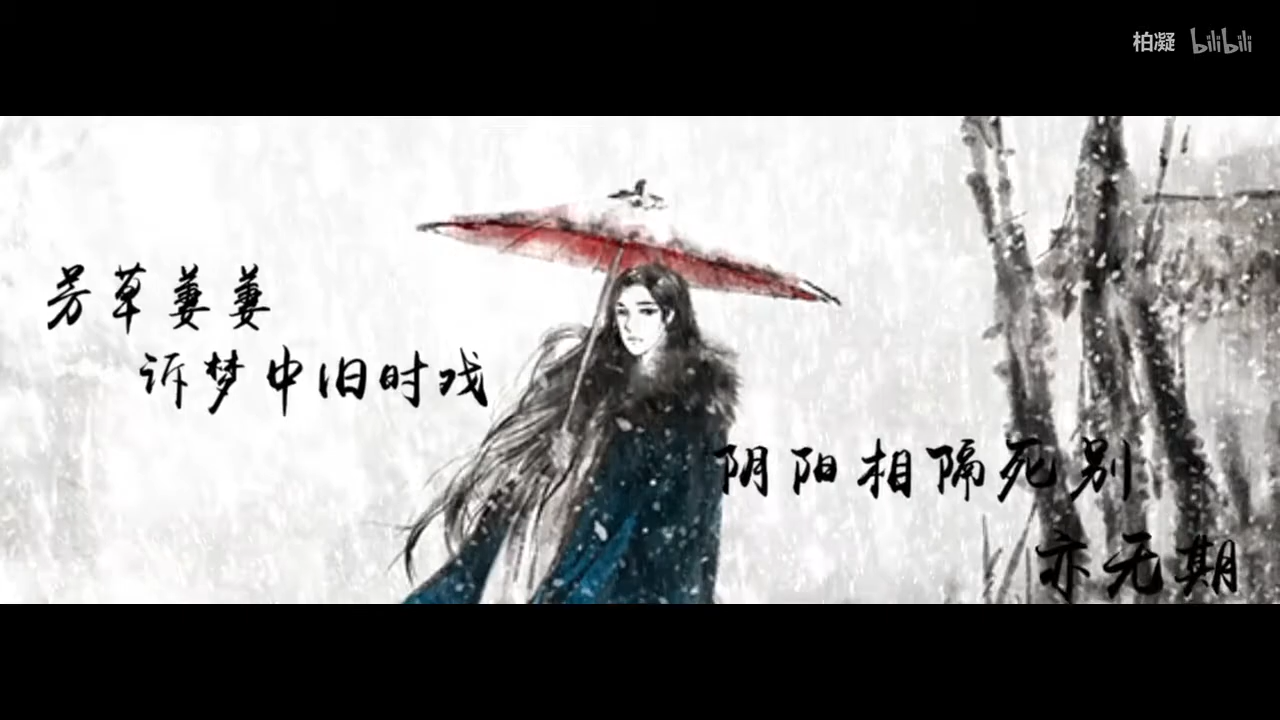 柏凝 bilibili
芳草萋萋
诉梦中旧时戏
阴阳相隔死别
亦无期